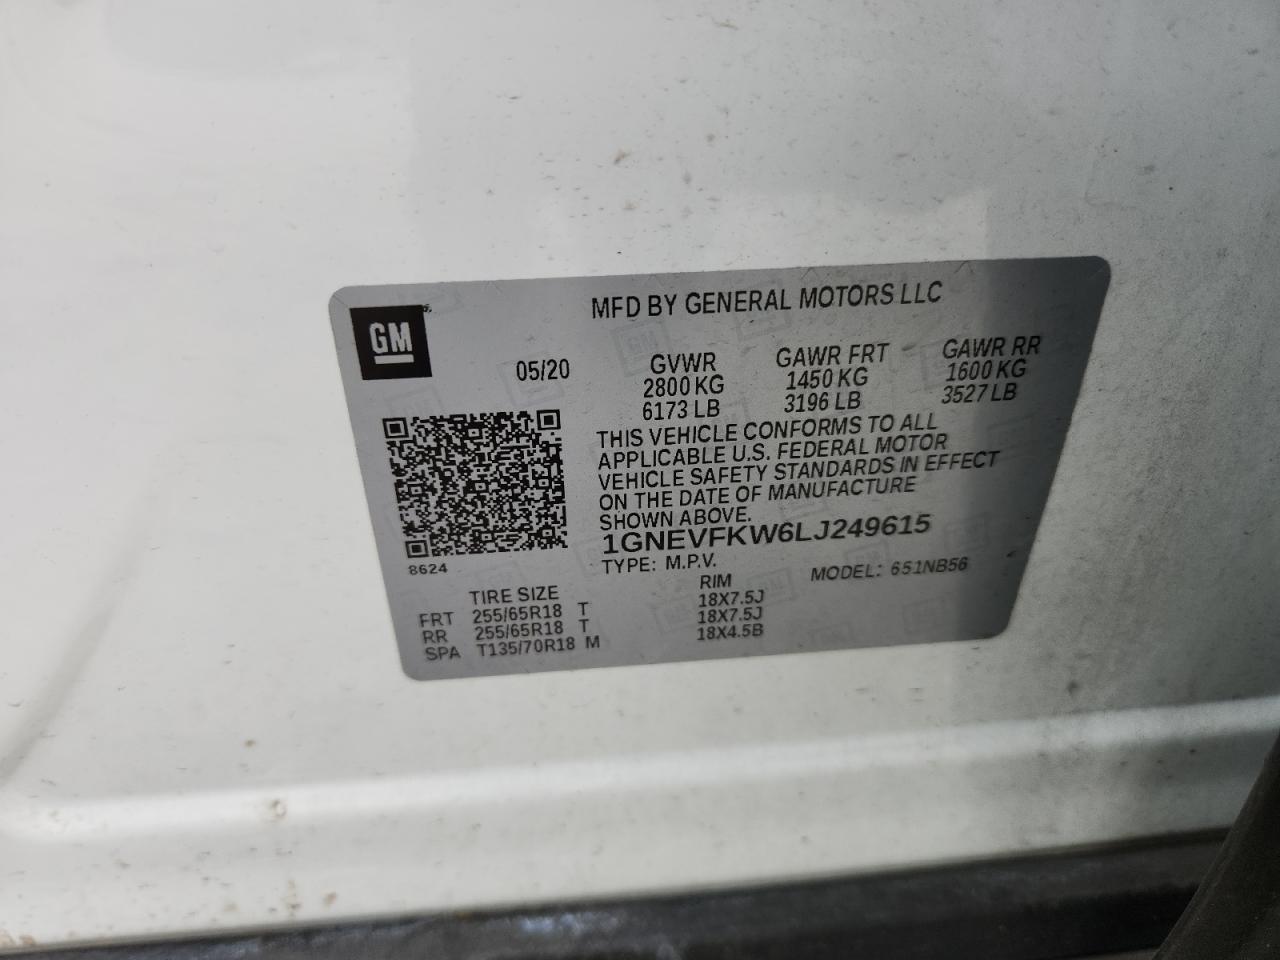 GM
MFD BY GENERAL MOTORS LLC
05/20 GVWR GAWR FRT GAWR RR
2800 KG 1450 KG 1600 KG
6173 LB 3196 LB 3527 LB
THIS VEHICLE CONFORMS TO ALL
APPLICABLE U.S. FEDERAL MOTOR
VEHICLE SAFETY STANDARDS IN EFFECT
ON THE DATE OF MANUFACTURE
SHOWN ABOVE.
1GNEVFKW6LJ249615
8624
TYPE: M.P.V. MODEL: 651NB56
TIRE SIZE RIM
FRT 255/65R18 T 18X7.5J
RR 255/65R18 T 18X7.5J
SPA T135/70R18 M 18X4.5B